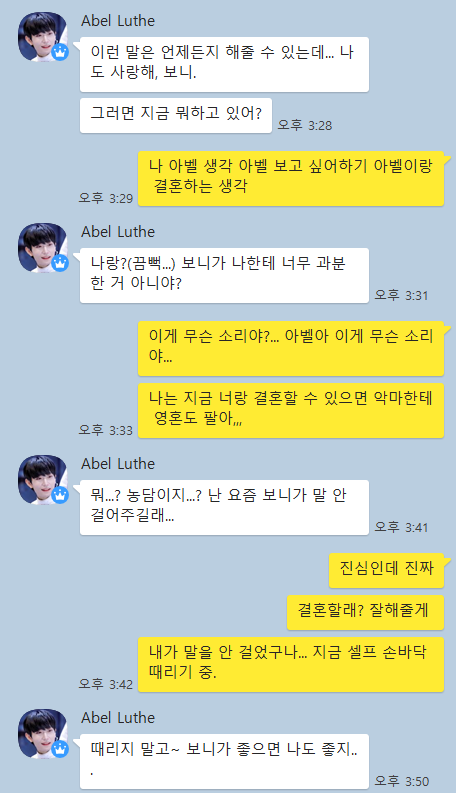 Abel Luthe
이런 말은 언제든지 해줄 수 있는데... 나
도 사랑해, 보니.
그러면 지금 뭐하고 있어?
오후 3:28
나 아벨 생각 아벨 보고 싶어하기 아벨이랑
결혼하는 생각
오후 3:29
Abel Luthe
나랑?(끔뻑...) 보니가 나한테 너무 과분
한 거 아니야?
오후 3:31
이게 무슨 소리야?... 아벨아 이게 무슨 소리
야...
나는 지금 너랑 결혼할 수 있으면 악마한테
영혼도 팔아,,,
오후 3:33
Abel Luthe
뭐...? 농담이지...? 난 요즘 보니가 말 안
걸어주길래...
오후 3:41
진심인데 진짜
결혼할래? 잘해줄게
내가 말을 안 걸었구나... 지금 셀프 손바닥
때리기 중.
오후 3:42
Abel Luthe
때리지 말고~ 보니가 좋으면 나도 좋지..
.
오후 3:50